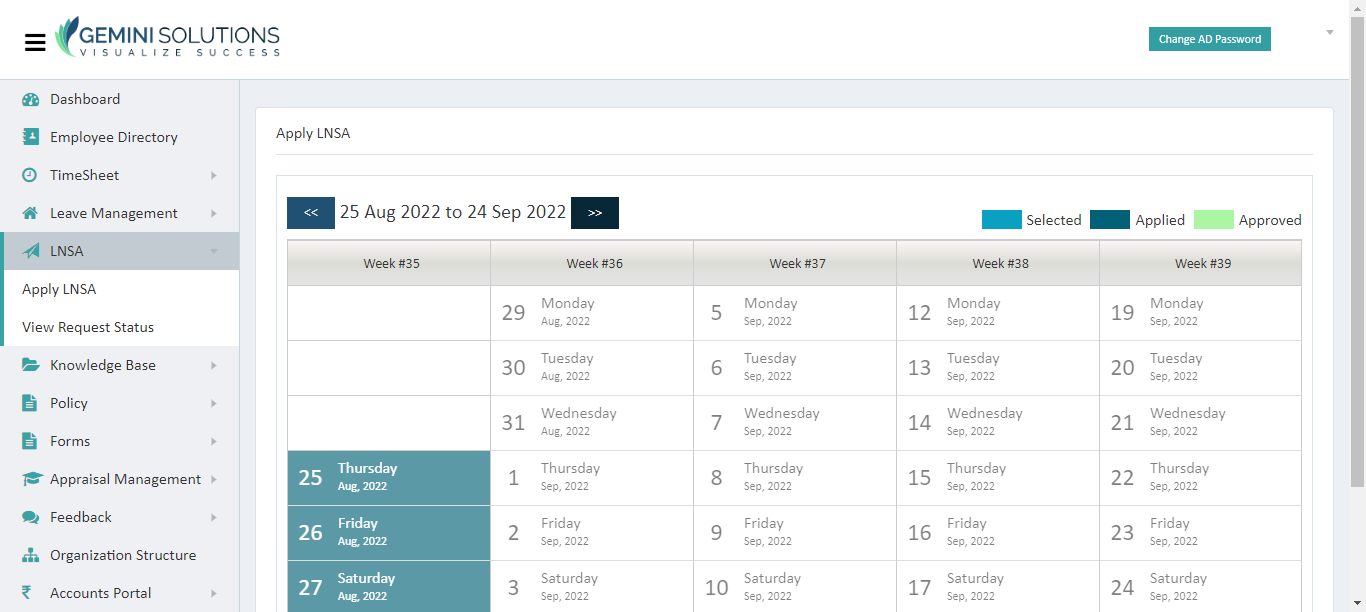 GEMINI SOLUTIONS
VISUALIZE SUCCESS
Change AD Password
Dashboard
Employee Directory
TimeSheet
Leave Management
LNSA
Apply LNSA
View Request Status
Knowledge Base
Policy
Forms
Appraisal Management
Feedback
Organization Structure
Accounts Portal
Apply LNSA
<< 25 Aug 2022 to 24 Sep 2022 >>
Selected Applied Approved
Week #35 Week #36 Week #37 Week #38 Week #39
29 Monday 5 Monday 12 Monday 19 Monday
Aug, 2022 Sep, 2022 Sep, 2022 Sep, 2022
30 Tuesday 6 Tuesday 13 Tuesday 20 Tuesday
Aug, 2022 Sep, 2022 Sep, 2022 Sep, 2022
31 Wednesday 7 Wednesday 14 Wednesday 21 Wednesday
Aug, 2022 Sep, 2022 Sep, 2022 Sep, 2022
25 Thursday 1 Thursday 8 Thursday 15 Thursday 22 Thursday
Aug, 2022 Sep, 2022 Sep, 2022 Sep, 2022 Sep, 2022
26 Friday 2 Friday 9 Friday 16 Friday 23 Friday
Aug, 2022 Sep, 2022 Sep, 2022 Sep, 2022 Sep, 2022
27 Saturday 3 Saturday 10 Saturday 17 Saturday 24 Saturday
Aug, 2022 Sep, 2022 Sep, 2022 Sep, 2022 Sep, 2022